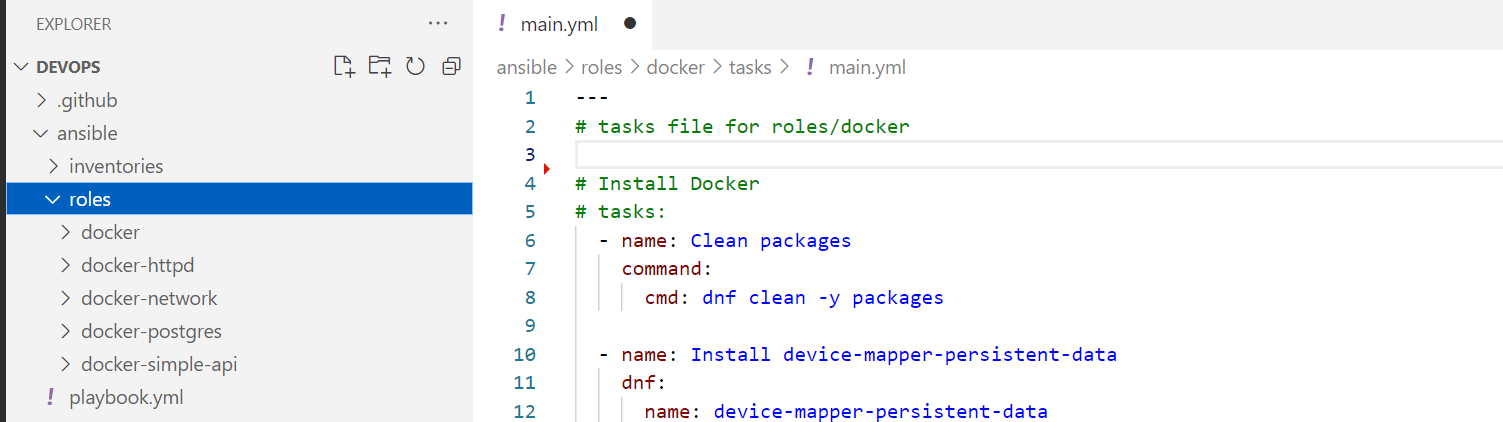 EXPLORER
DEVOPS
.github
ansible
inventories
roles
docker
docker-httpd
docker-network
docker-postgres
docker-simple-api
! playbook.yml
! main.yml ●
ansible > roles > docker > tasks > ! main.yml
1 ---
2 # tasks file for roles/docker
3
4 # Install Docker
5 # tasks:
6 - name: Clean packages
7 command:
8 cmd: dnf clean -y packages
9
10 - name: Install device-mapper-persistent-data
11 dnf:
12 name: device-mapper-persistent-data